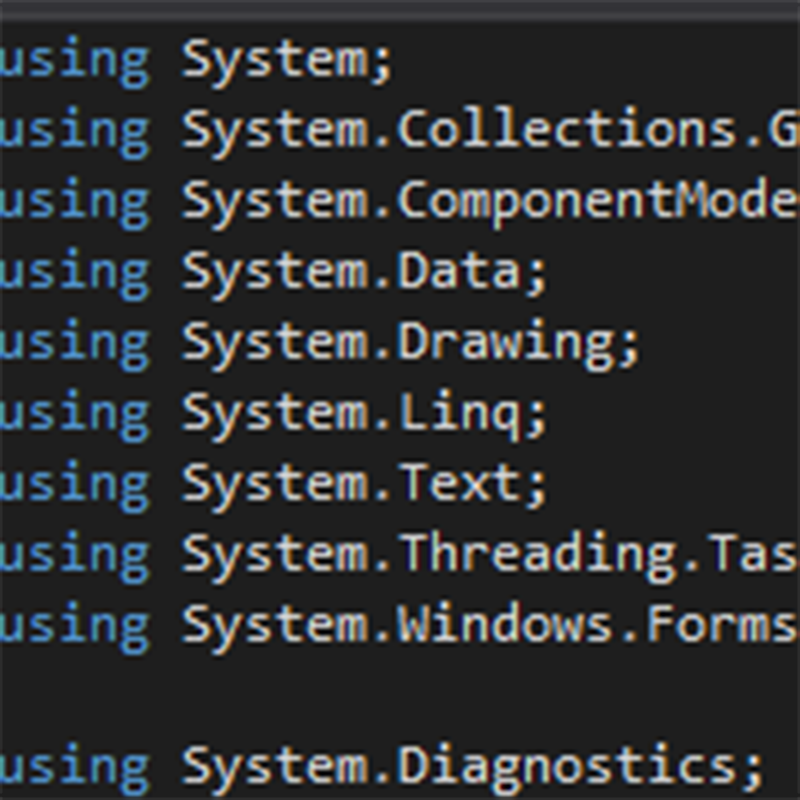 using System;
using System.Collections.G
using System.ComponentMode
using System.Data;
using System.Drawing;
using System.Linq;
using System.Text;
using System.Threading.Tas
using System.Windows.Forms
using System.Diagnostics;